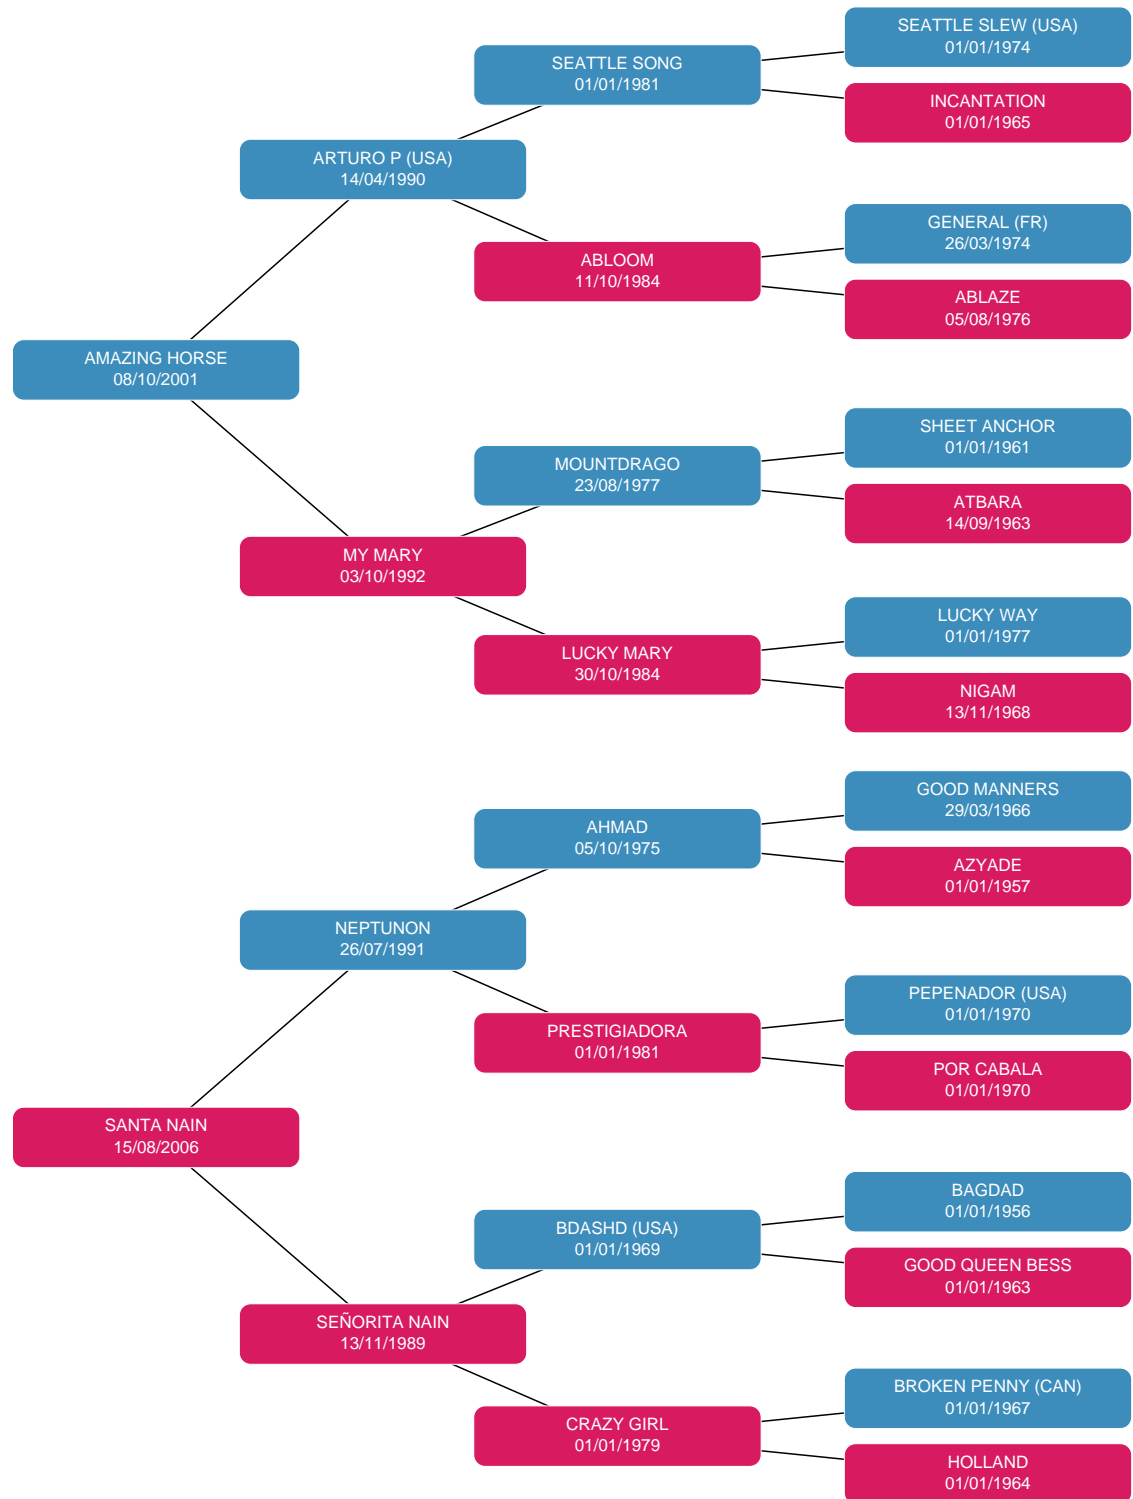 SEATTLE SLEW (USA)
01/01/1974
SEATTLE SONG
01/01/1981
INCANTATION
01/01/1965
ARTURO P (USA)
14/04/1990
GENERAL (FR)
26/03/1974
ABLOOM
11/10/1984
ABLAZE
05/08/1976
AMAZING HORSE
08/10/2001
SHEET ANCHOR
01/01/1961
MOUNTDRAGO
23/08/1977
ATBARA
14/09/1963
MY MARY
03/10/1992
LUCKY WAY
01/01/1977
LUCKY MARY
30/10/1984
NIGAM
13/11/1968
GOOD MANNERS
29/03/1966
AHMAD
05/10/1975
AZYADE
01/01/1957
NEPTUNON
26/07/1991
PEPENADOR (USA)
01/01/1970
PRESTIGIADORA
01/01/1981
POR CABALA
01/01/1970
SANTA NAIN
15/08/2006
BAGDAD
01/01/1956
BDASHD (USA)
01/01/1969
GOOD QUEEN BESS
01/01/1963
SEÑORITA NAIN
13/11/1989
BROKEN PENNY (CAN)
01/01/1967
CRAZY GIRL
01/01/1979
HOLLAND
01/01/1964